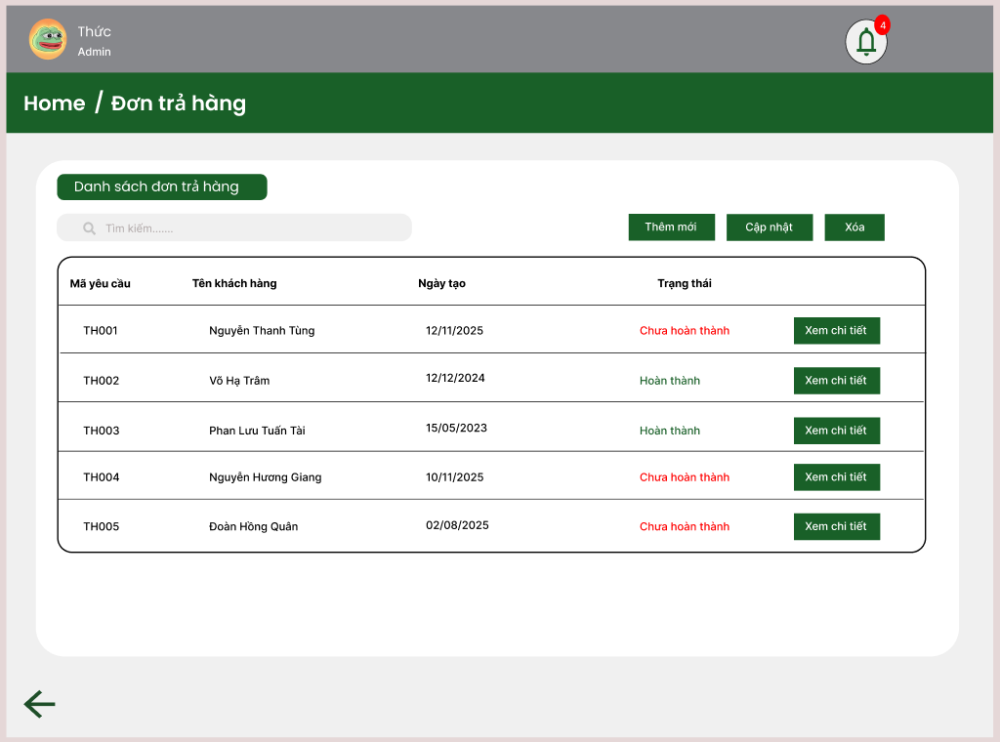 Thức
Admin
4
Home / Đơn trả hàng
Danh sách đơn trả hàng
Tìm kiếm.......
Thêm mới Cập nhật Xóa
Mã yêu cầu Tên khách hàng Ngày tạo Trạng thái
TH001 Nguyễn Thanh Tùng 12/11/2025 Chưa hoàn thành Xem chi tiết
TH002 Võ Hạ Trâm 12/12/2024 Hoàn thành Xem chi tiết
TH003 Phan Lưu Tuấn Tài 15/05/2023 Hoàn thành Xem chi tiết
TH004 Nguyễn Hương Giang 10/11/2025 Chưa hoàn thành Xem chi tiết
TH005 Đoàn Hồng Quân 02/08/2025 Chưa hoàn thành Xem chi tiết